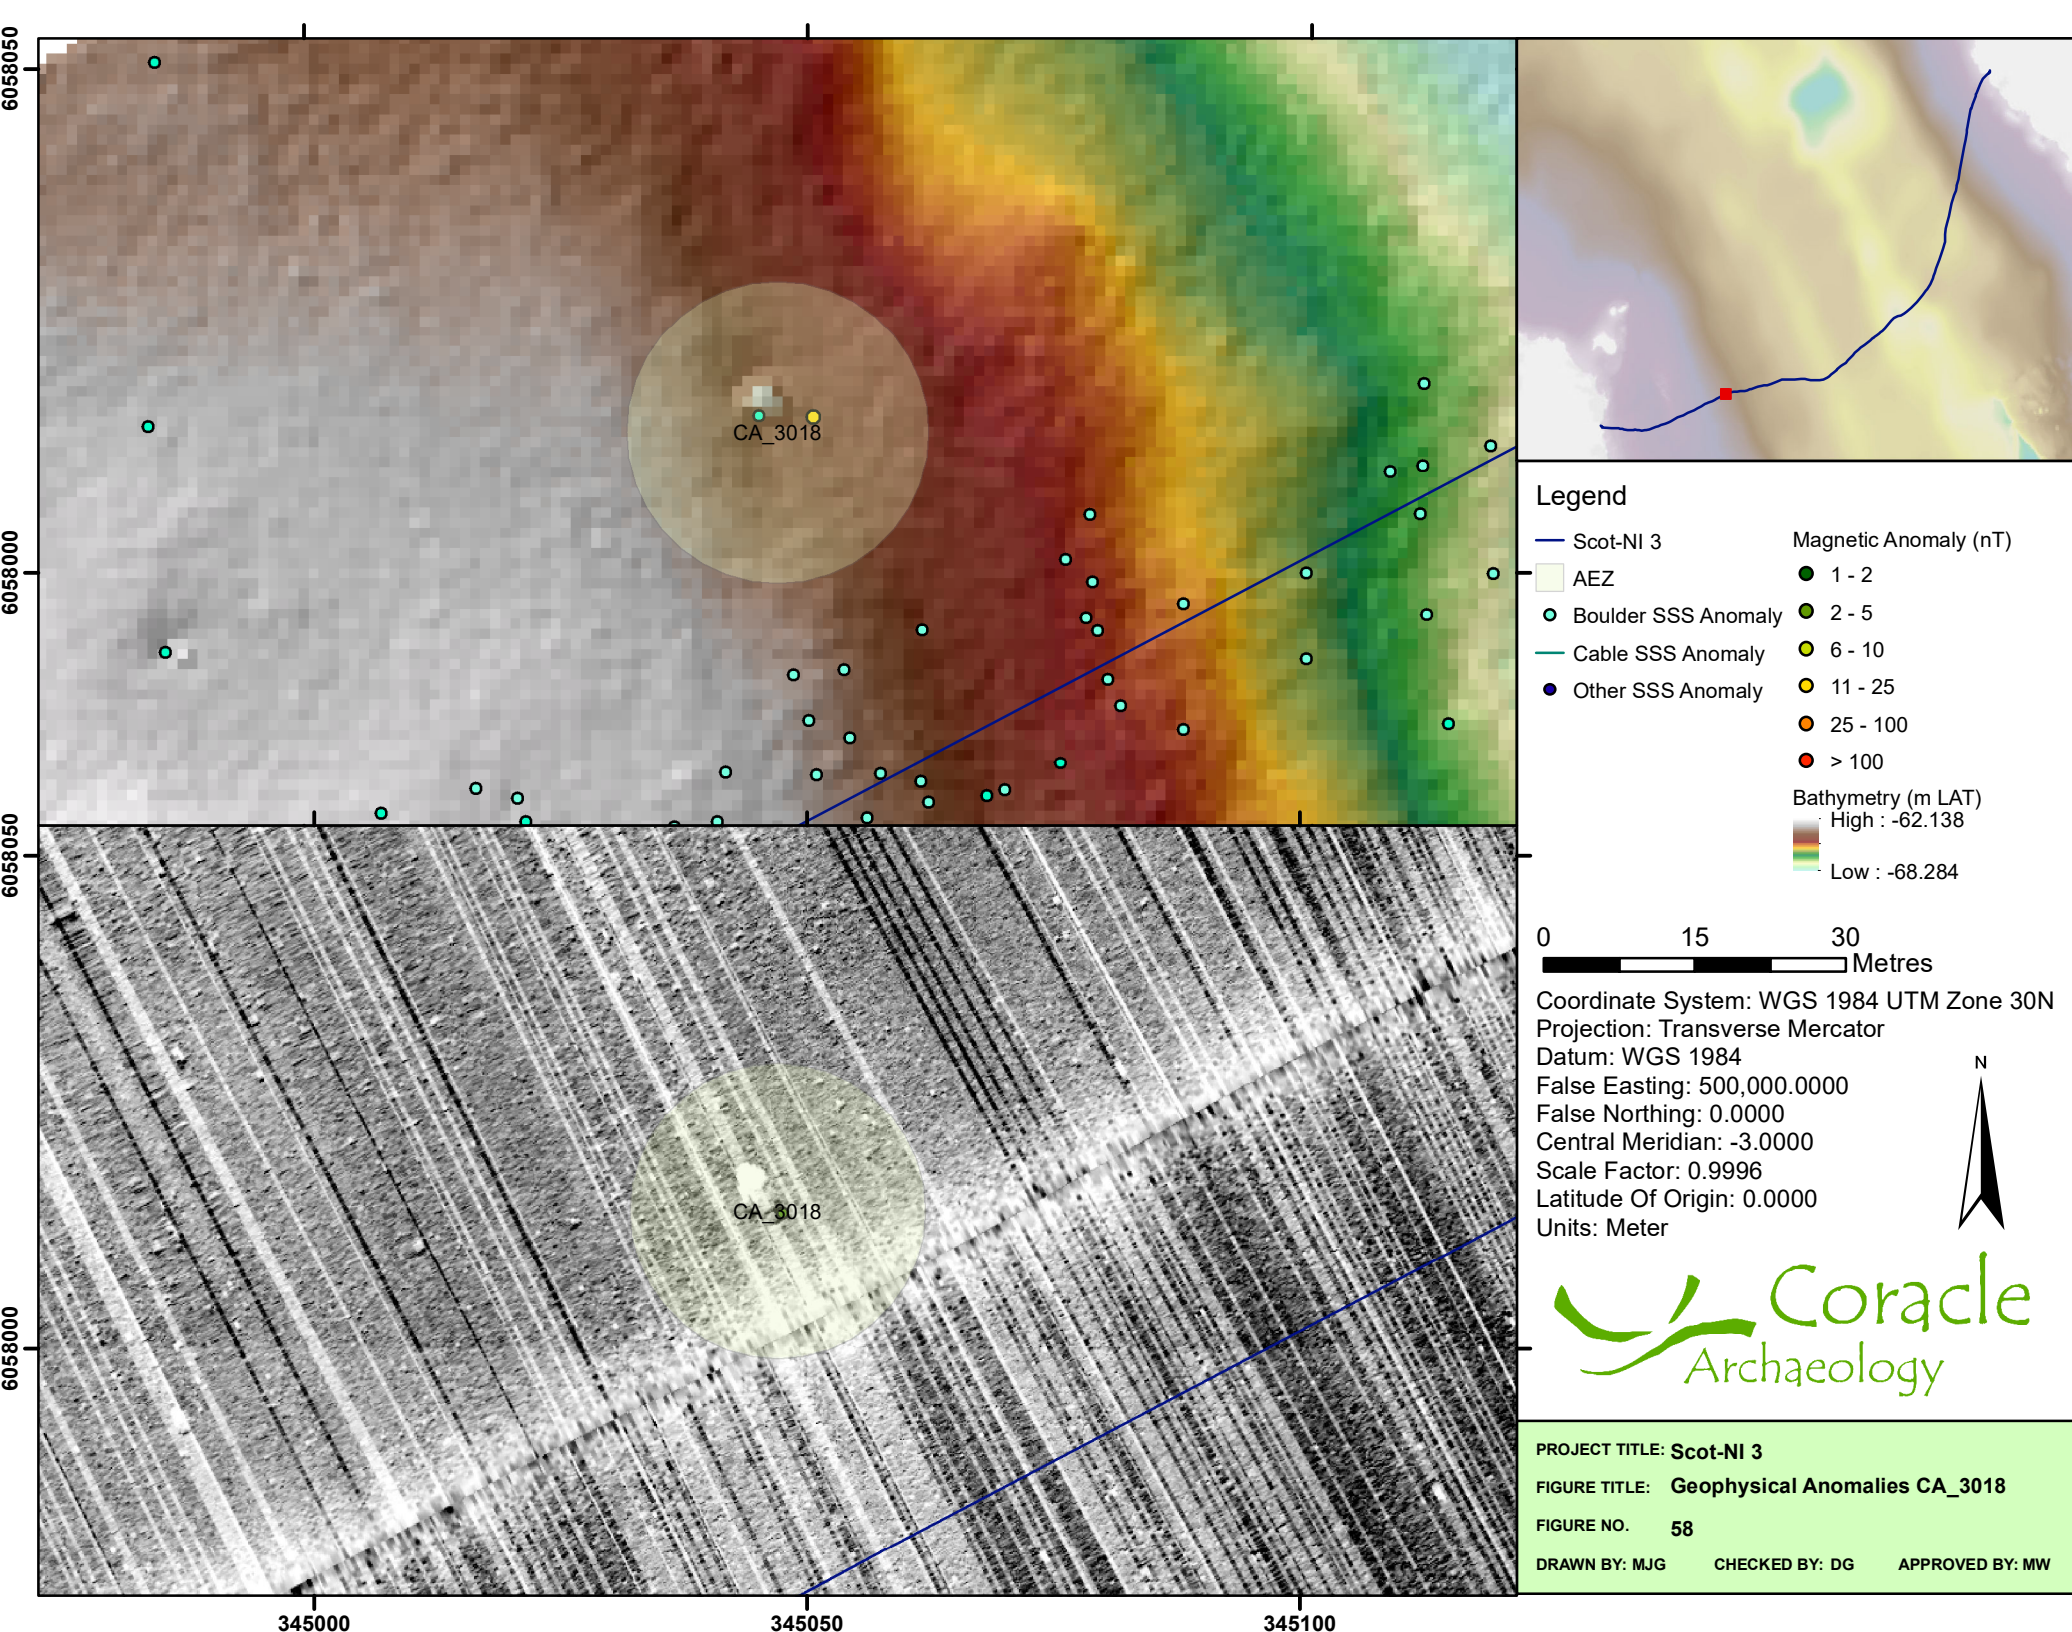 6058050
6058000
CA_3018
6058050
6058000
CA_3018
345000
345050
345100
Legend
Scot-NI 3
AEZ
Boulder SSS Anomaly
Cable SSS Anomaly
Other SSS Anomaly
Magnetic Anomaly (nT)
1 - 2
2 - 5
6 - 10
11 - 25
25 - 100
> 100
Bathymetry (m LAT)
High : -62.138
Low : -68.284
0 15 30
Metres
Coordinate System: WGS 1984 UTM Zone 30N
Projection: Transverse Mercator
Datum: WGS 1984
False Easting: 500,000.0000
False Northing: 0.0000
Central Meridian: -3.0000
Scale Factor: 0.9996
Latitude Of Origin: 0.0000
Units: Meter
N
Coracle
Archaeology
PROJECT TITLE: Scot-NI 3
FIGURE TITLE: Geophysical Anomalies CA_3018
FIGURE NO. 58
DRAWN BY: MJG CHECKED BY: DG APPROVED BY: MW